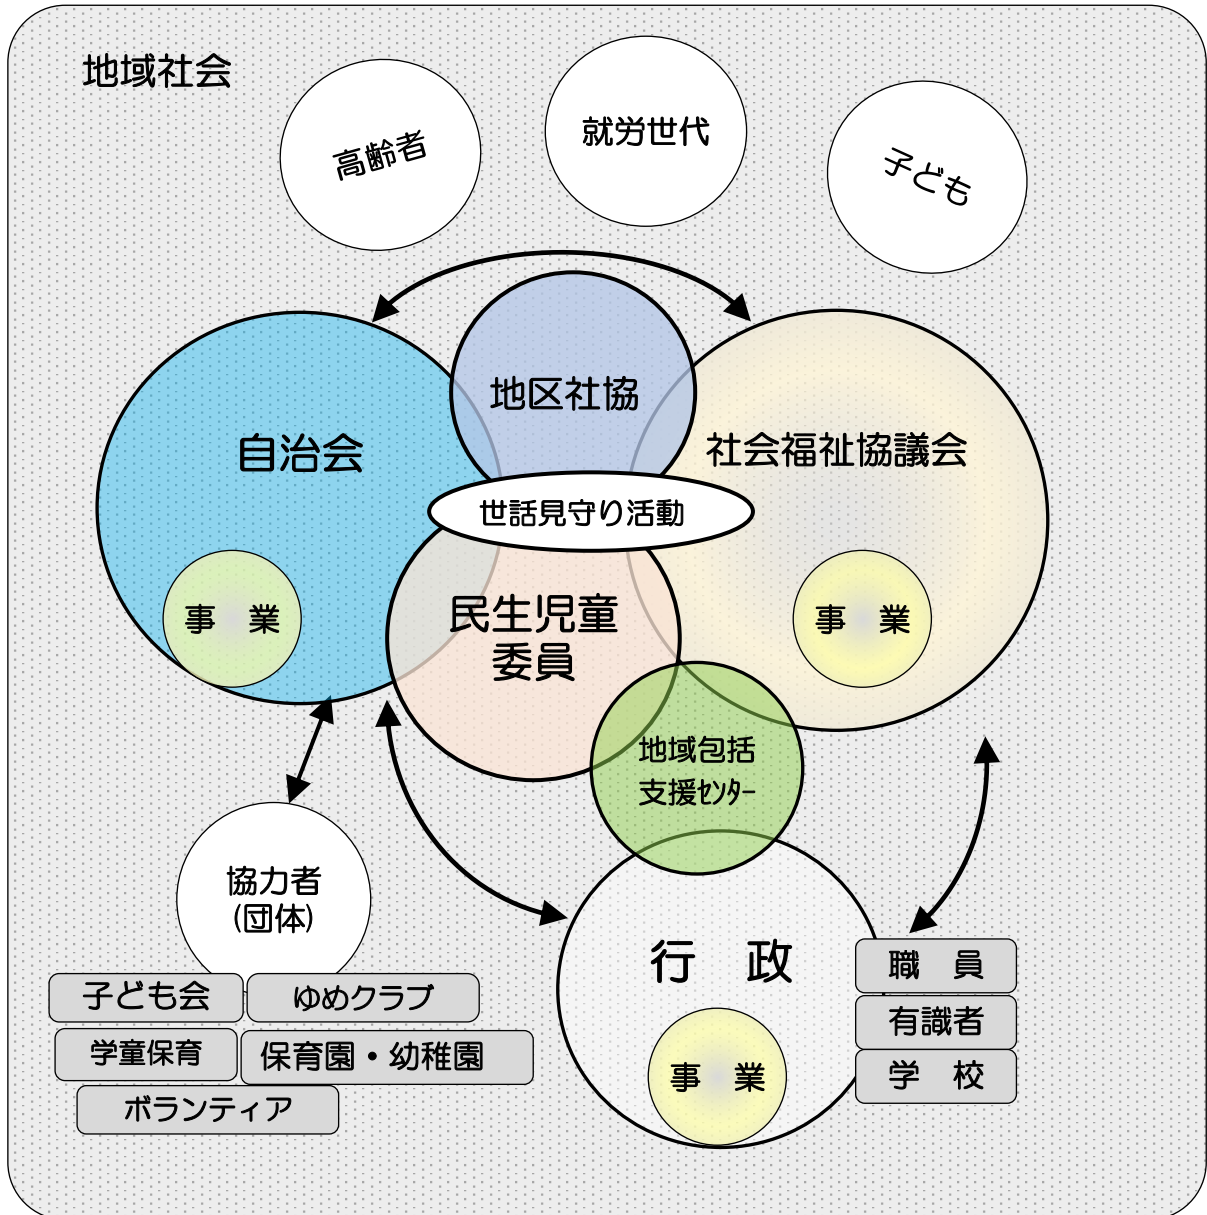 地域社会
高齢者
就労世代
子ども
地区社協
自治会
社会福祉協議会
世話見守り活動
事　業
民生児童
委員
事　業
地域包括
支援ｾﾝﾀｰ
協力者
(団体)
行　政
職　員
有識者
学　校
事　業
子ども会
ゆめクラブ
学童保育
保育園・幼稚園
ボランティア